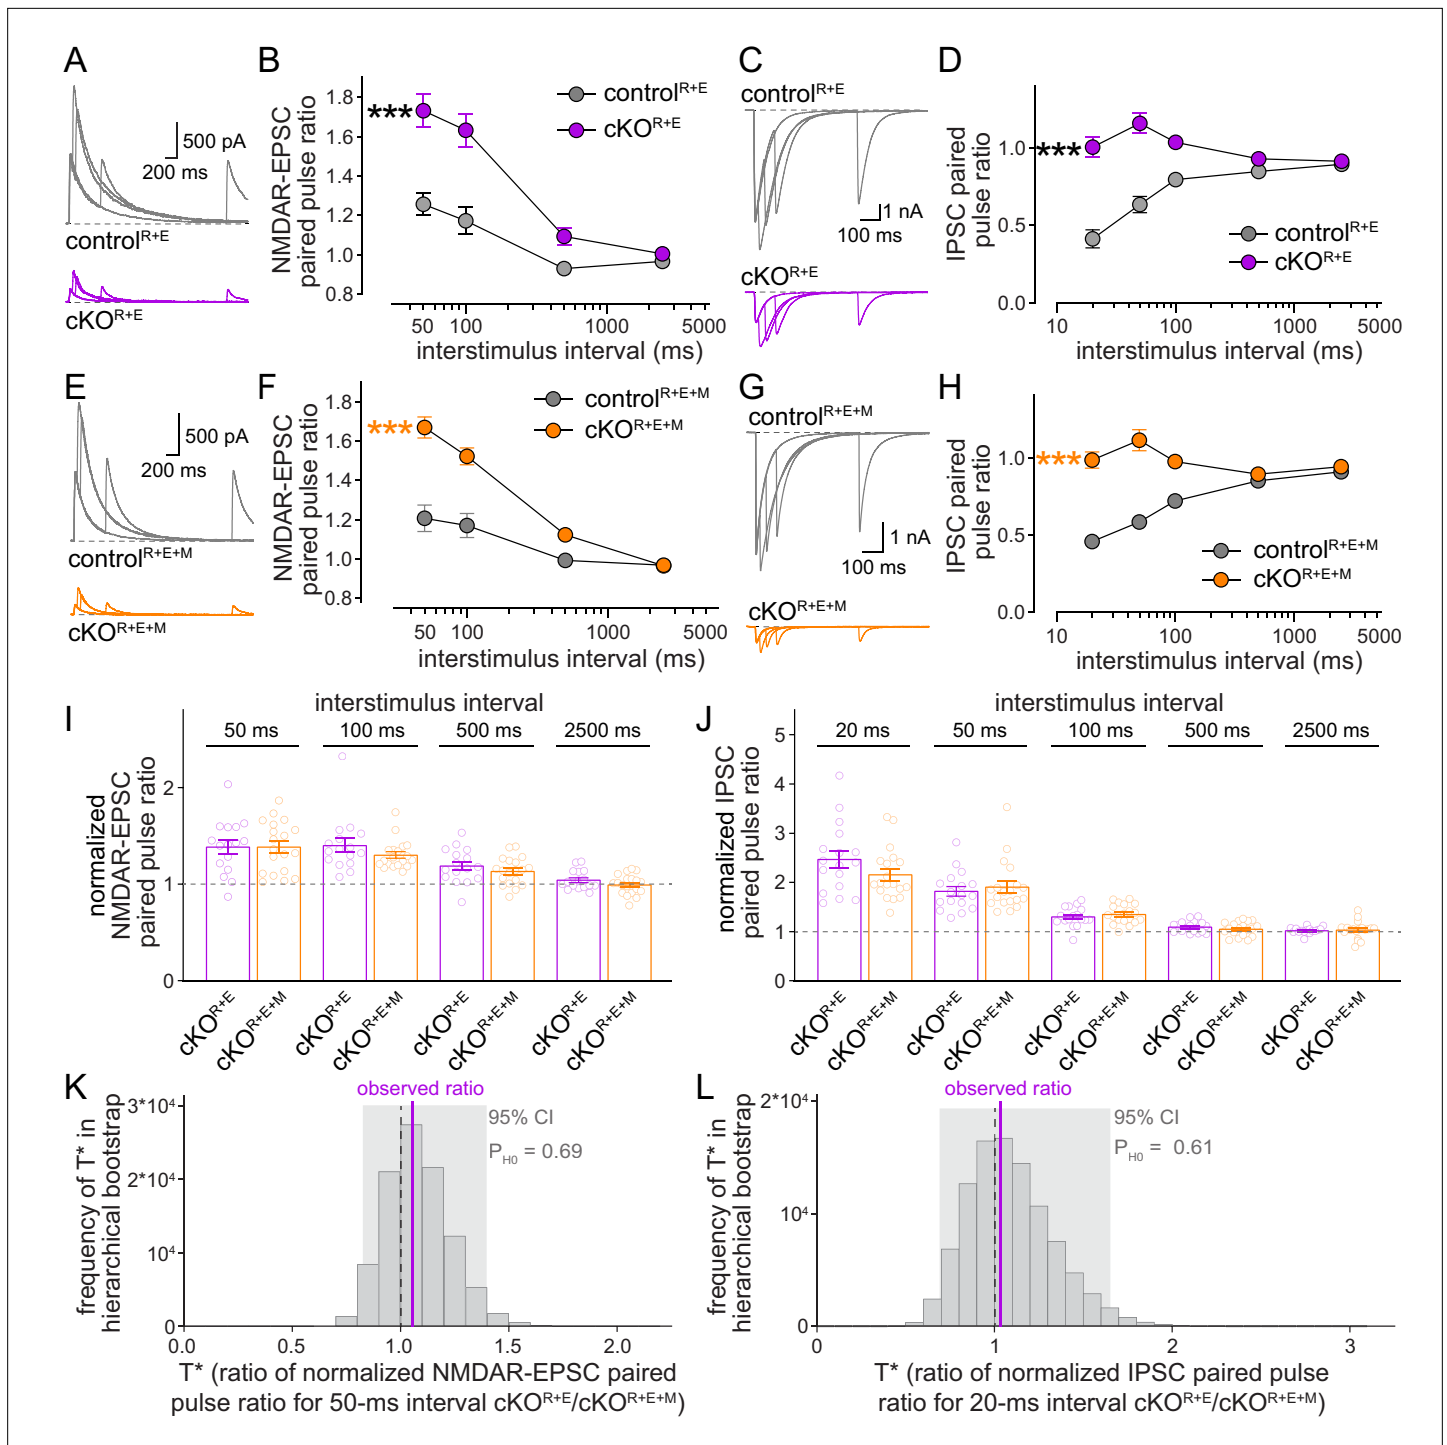 A
500 pA
200 ms
control^R+E
cKO^R+E
B
NMDAR-EPSC
paired pulse ratio
1.8
1.6
1.4
1.2
1.0
0.8
***
control^R+E
cKO^R+E
50 100 1000 5000
interstimulus interval (ms)
C
control^R+E
1 nA
100 ms
cKO^R+E
D
IPSC paired
pulse ratio
1.0
0.5
0.0
***
control^R+E
cKO^R+E
10 100 1000 5000
interstimulus interval (ms)
E
500 pA
200 ms
control^R+E+M
cKO^R+E+M
F
NMDAR-EPSC
paired pulse ratio
1.8
1.6
1.4
1.2
1.0
0.8
***
control^R+E+M
cKO^R+E+M
50 100 1000 5000
interstimulus interval (ms)
G
control^R+E+M
1 nA
100 ms
cKO^R+E+M
H
IPSC paired
pulse ratio
1.0
0.5
0.0
***
control^R+E+M
cKO^R+E+M
10 100 1000 5000
interstimulus interval (ms)
I
interstimulus interval
50 ms 100 ms 500 ms 2500 ms
normalized
NMDAR-EPSC
paired pulse ratio
2
1
0
cKO^R+E cKO^R+E+M cKO^R+E cKO^R+E+M cKO^R+E cKO^R+E+M cKO^R+E cKO^R+E+M
J
interstimulus interval
20 ms 50 ms 100 ms 500 ms 2500 ms
normalized IPSC
paired pulse ratio
5
4
3
2
1
0
cKO^R+E cKO^R+E+M cKO^R+E cKO^R+E+M cKO^R+E cKO^R+E+M cKO^R+E cKO^R+E+M cKO^R+E cKO^R+E+M
K
observed ratio
95% CI
P_H0 = 0.69
frequency of T* in
hierarchical bootstrap
3*10^4
2*10^4
10^4
0
0.0 0.5 1.0 1.5 2.0
T* (ratio of normalized NMDAR-EPSC paired
pulse ratio for 50-ms interval cKO^R+E/cKO^R+E+M)
L
observed ratio
95% CI
P_H0 = 0.61
frequency of T* in
hierarchical bootstrap
2*10^4
10^4
0
0 1 2 3
T* (ratio of normalized IPSC paired pulse
ratio for 20-ms interval cKO^R+E/cKO^R+E+M)